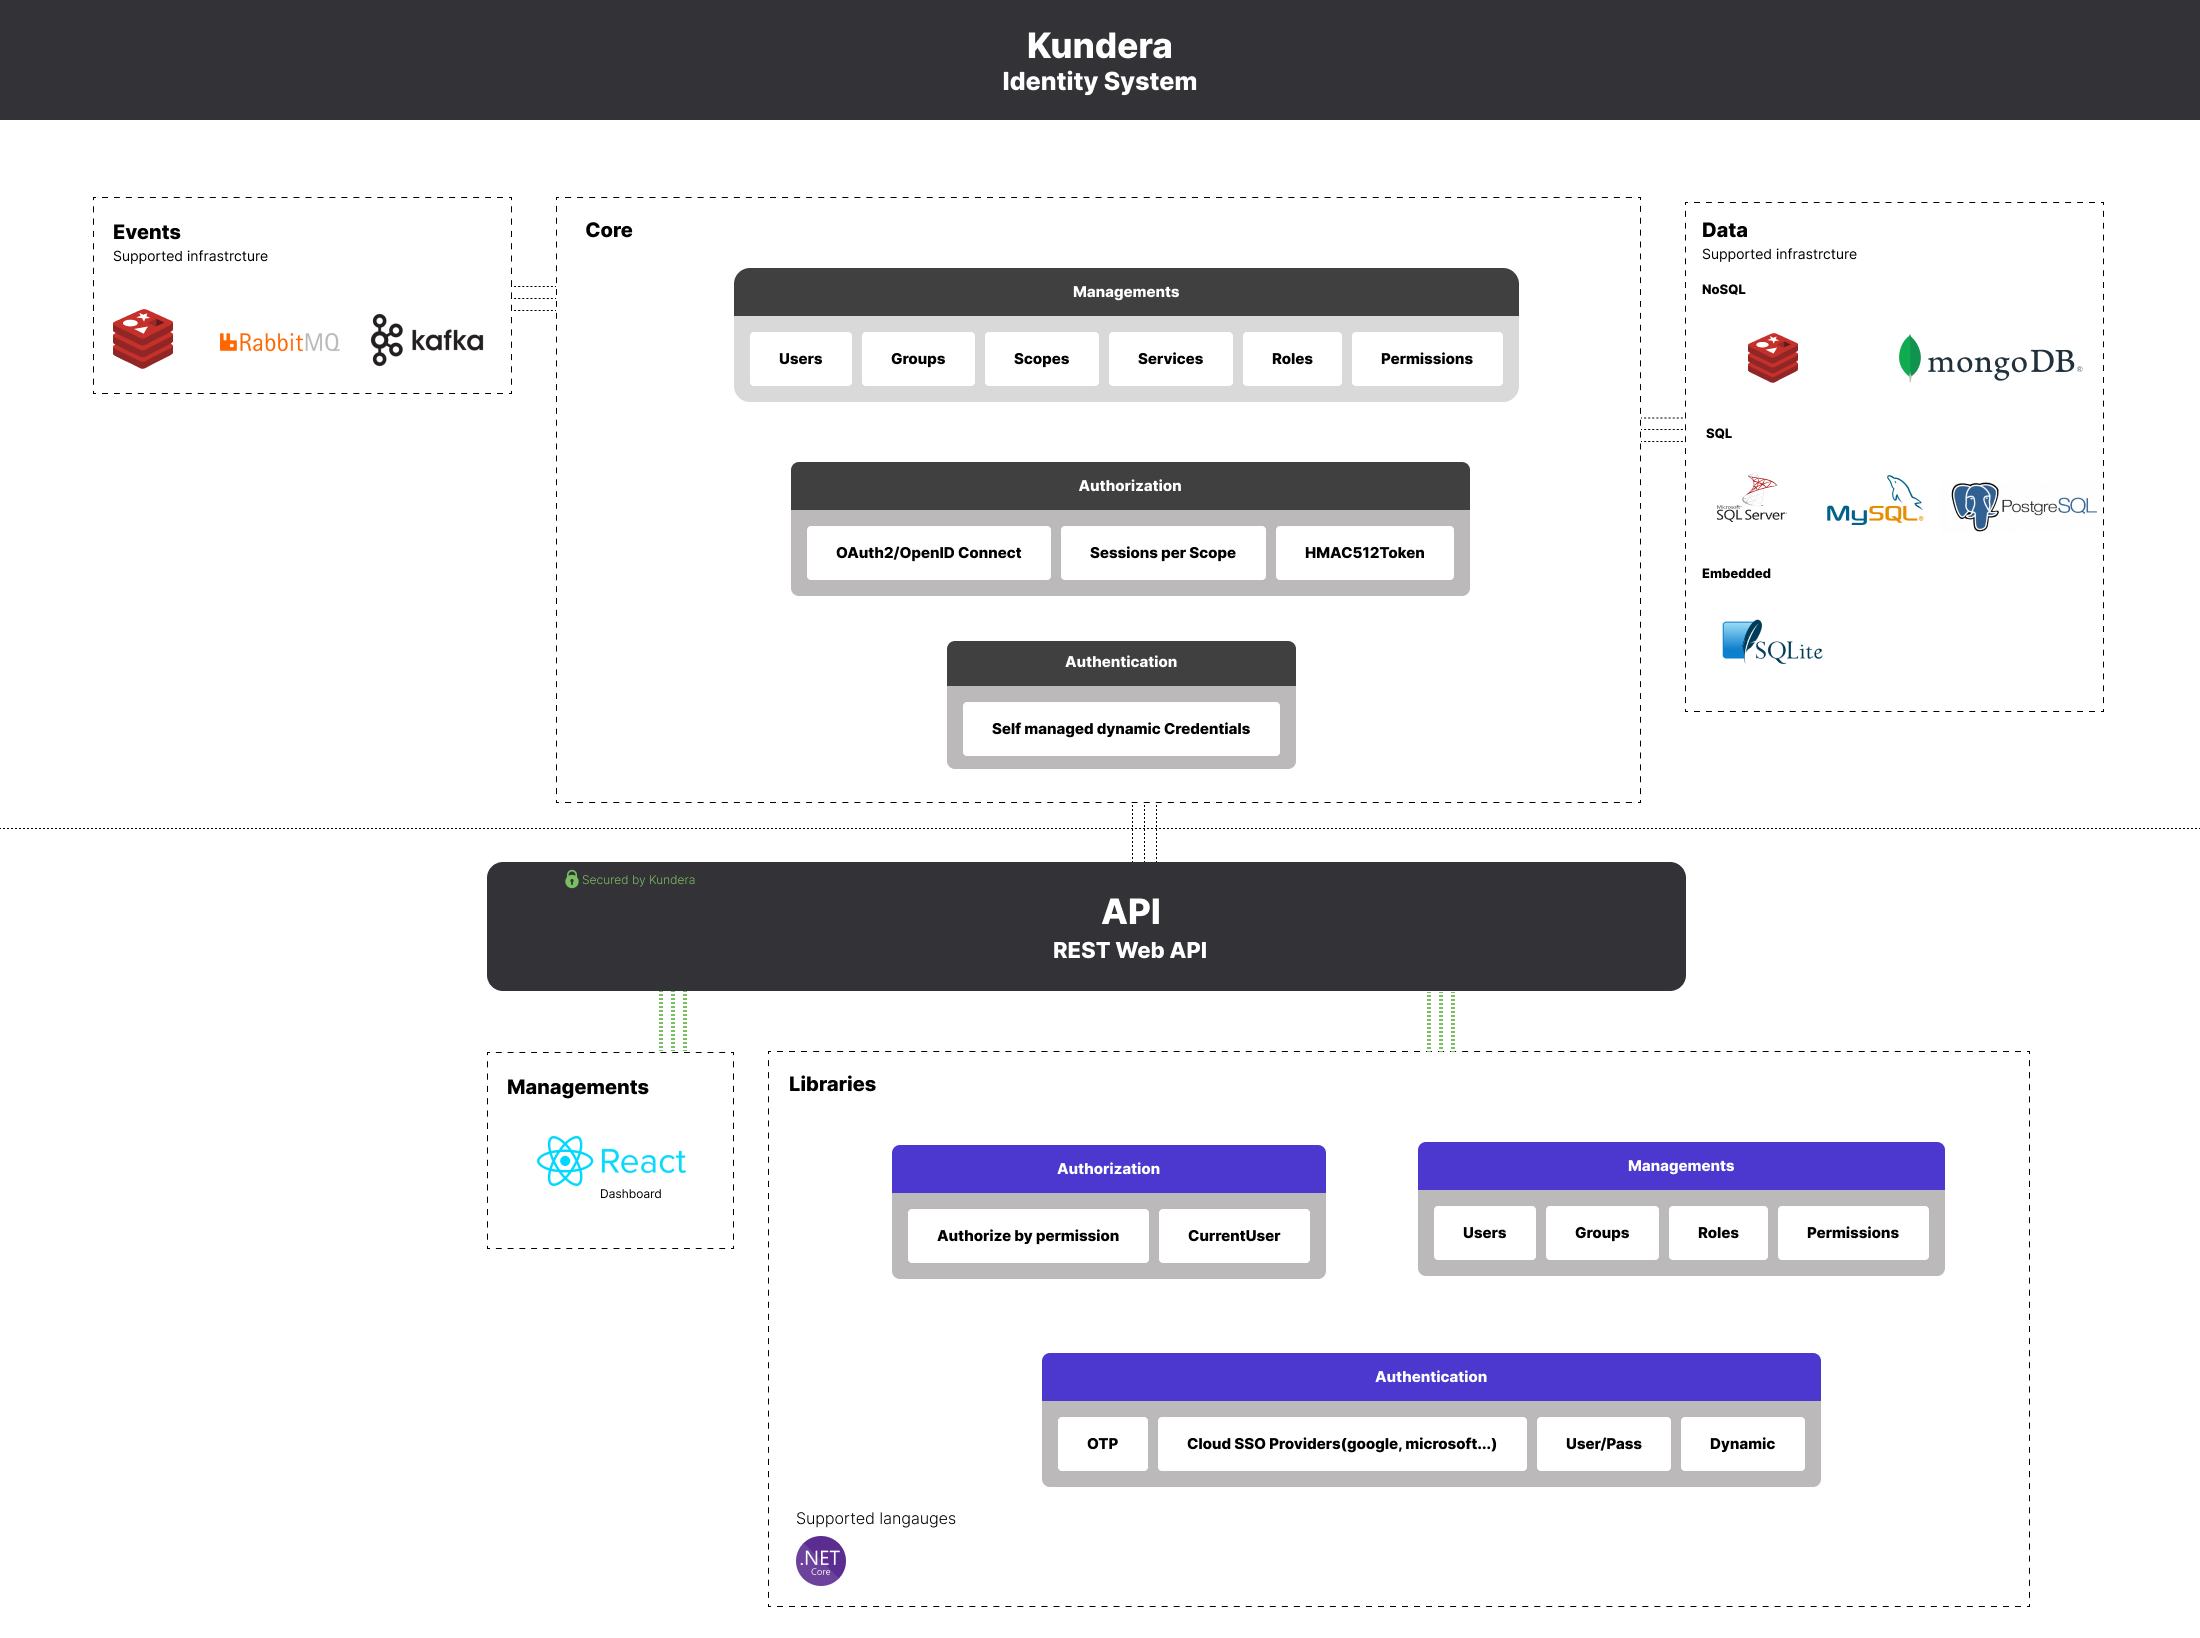 Kundera
Identity System
Events
Supported infrastrcture
RabbitMQ
kafka
Core
Managements
Users
Groups
Scopes
Services
Roles
Permissions
Authorization
OAuth2/OpenID Connect
Sessions per Scope
HMAC512Token
Authentication
Self managed dynamic Credentials
Data
Supported infrastrcture
NoSQL
mongoDB®
SQL
Microsoft
SQL Server
MySQL®
PostgreSQL
Embedded
SQLite
Secured by Kundera
API
REST Web API
Managements
React
Dashboard
Libraries
Authorization
Authorize by permission
CurrentUser
Managements
Users
Groups
Roles
Permissions
Authentication
OTP
Cloud SSO Providers(google, microsoft...)
User/Pass
Dynamic
Supported langauges
.NET
Core